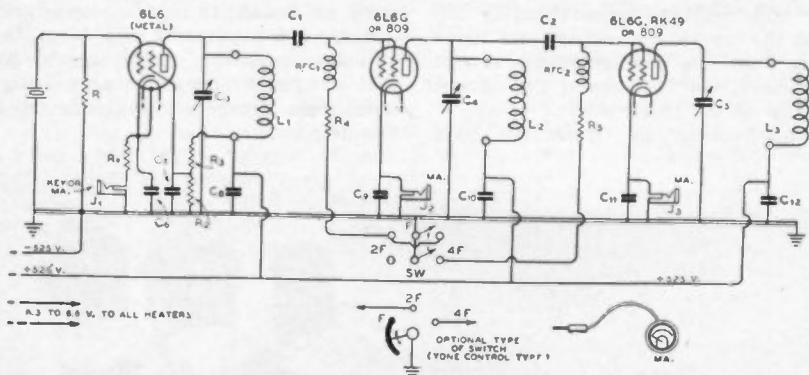 6L6
(METAL)
C1
6L6G
OR 809
C2
6L6G, RK49
OR 809
R1
C3
L1
RFC1
R4
C4
L2
RFC2
R5
C5
L3
R2
KEY OR
MA.
J1
C6
C7
R3
C8
C9
MA.
J2
C10
C11
MA.
J3
C12
F
2F
4F
SW
-525 V.
+525 V.
+525 V.
6.3 TO 6.6 V. TO ALL HEATERS
2F
F
4F
OPTIONAL TYPE
OF SWITCH
(TONE CONTROL TYPE)
MA.